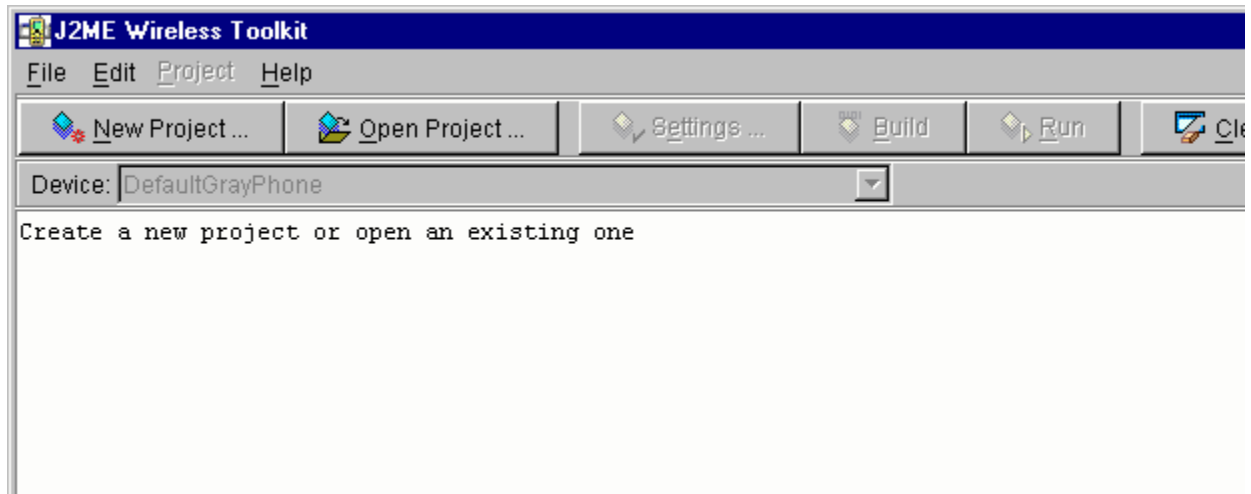 J2ME Wireless Toolkit
File Edit Project Help
New Project ... Open Project ... Settings ... Build Run Cle
Device: DefaultGrayPhone
Create a new project or open an existing one